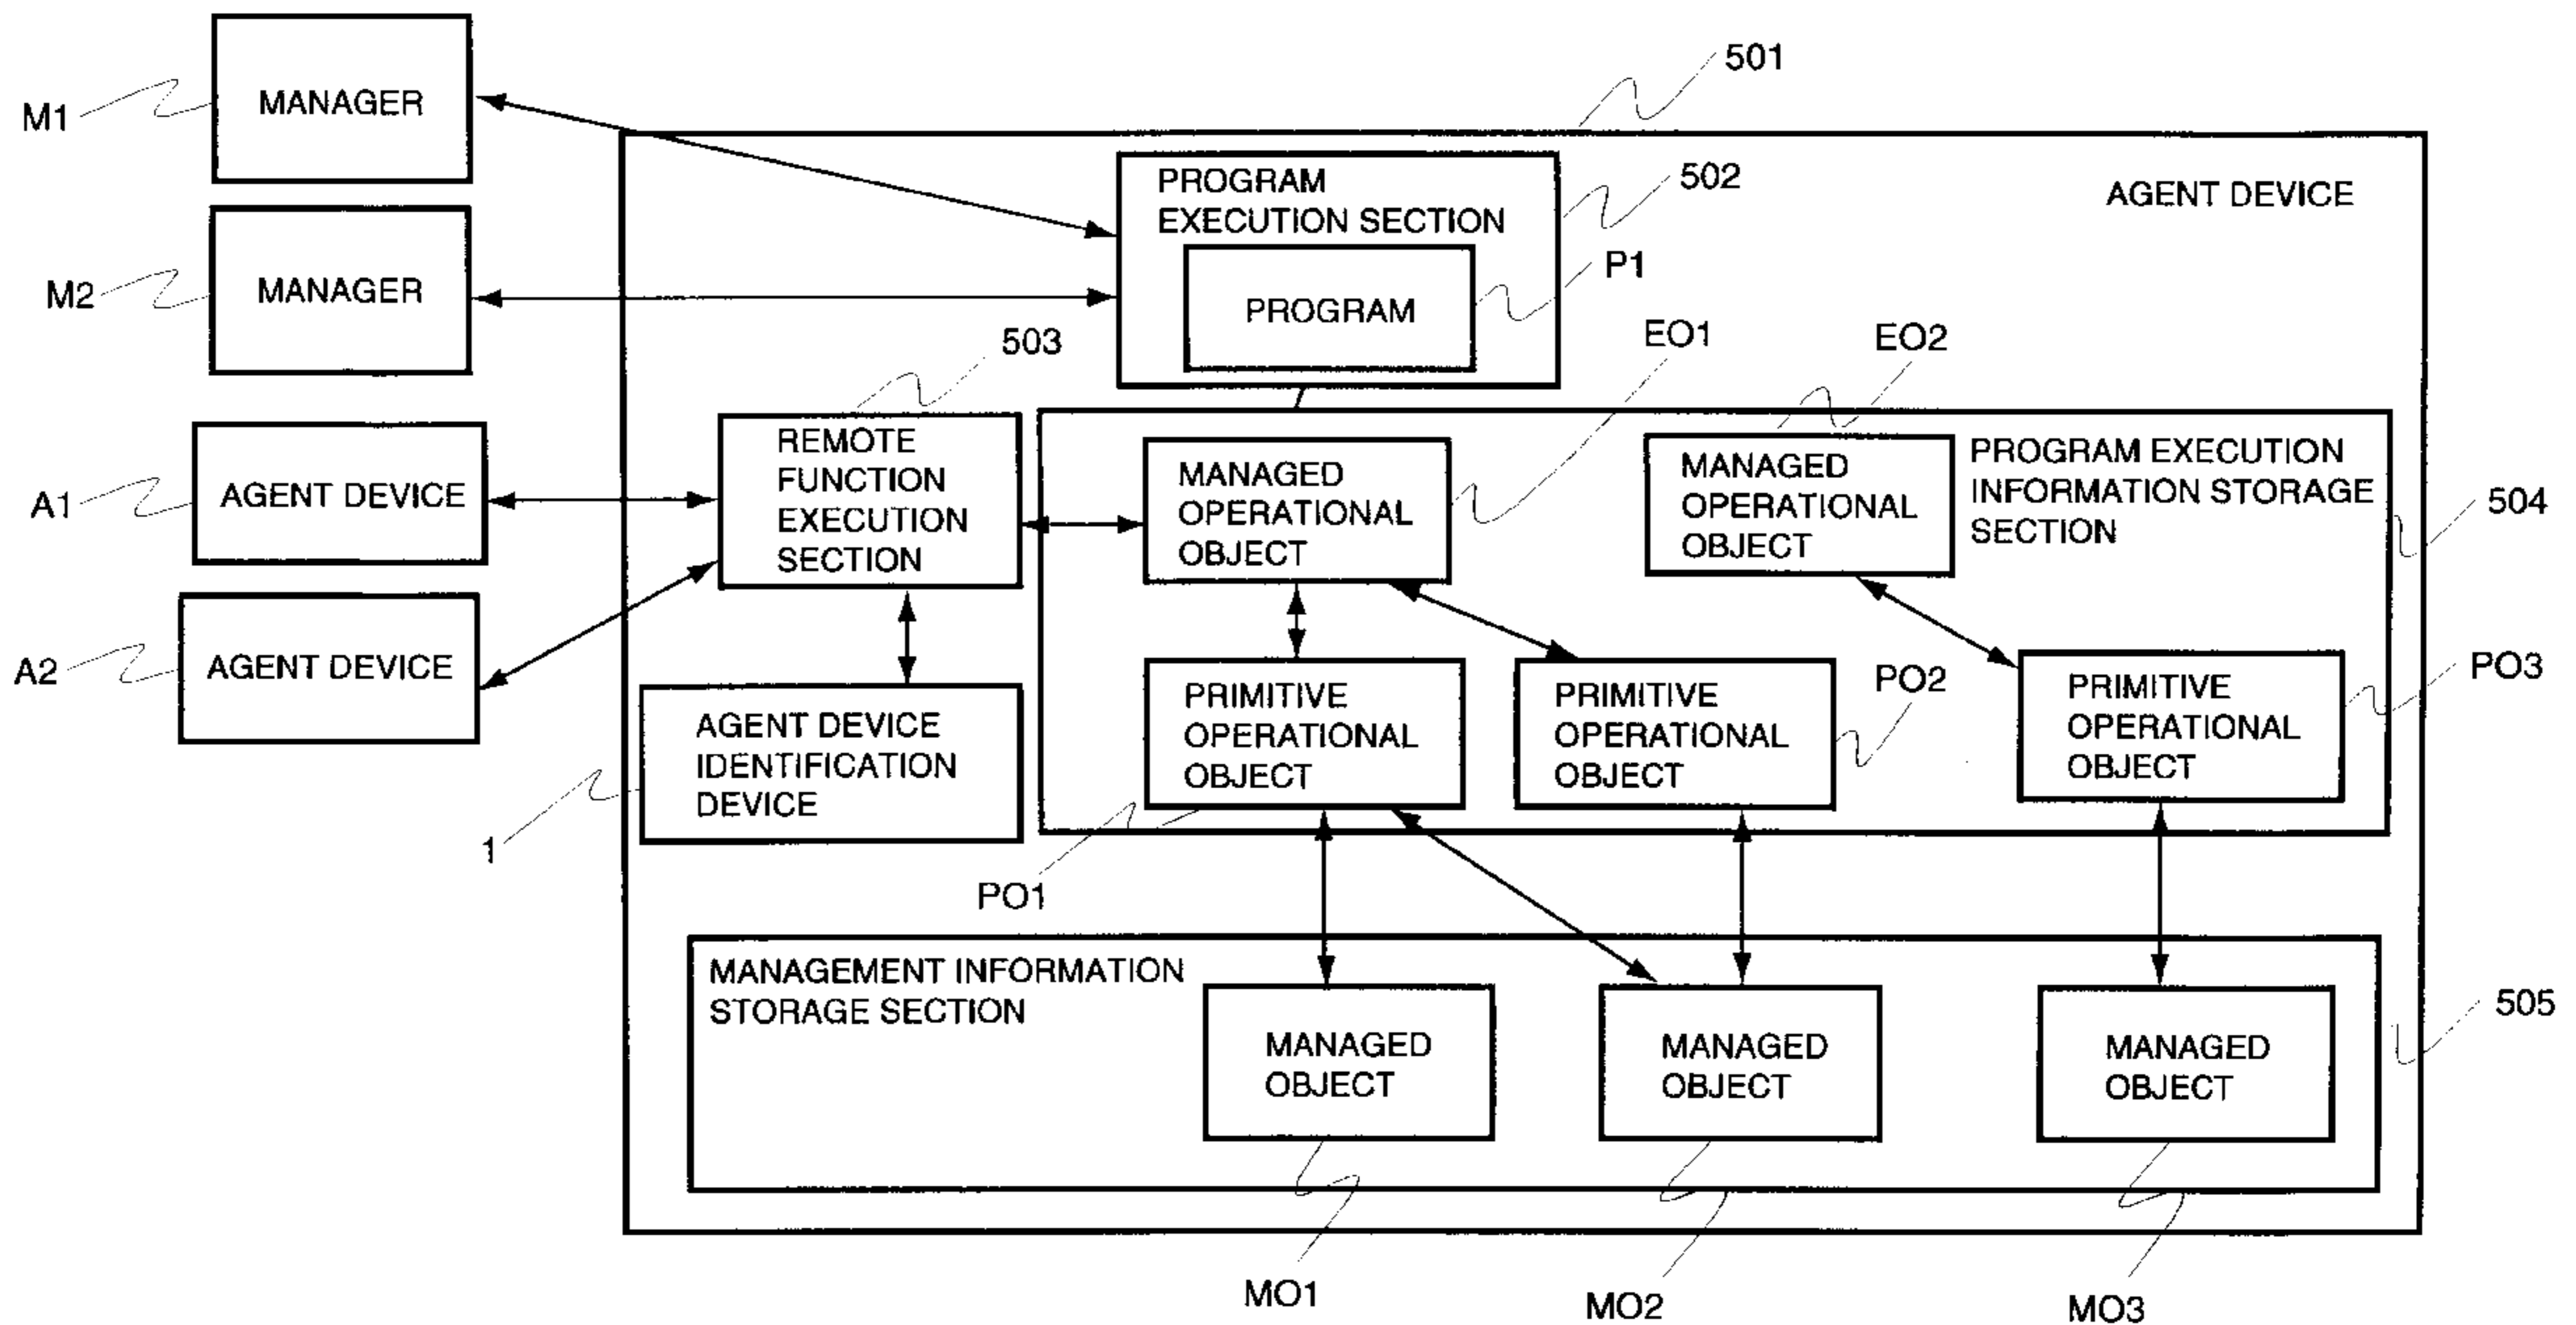 501
M1
MANAGER
PROGRAM
EXECUTION SECTION
502
AGENT DEVICE
M2
MANAGER
P1
PROGRAM
503
EO1
EO2
A1
AGENT DEVICE
REMOTE
FUNCTION
EXECUTION
SECTION
MANAGED
OPERATIONAL
OBJECT
MANAGED
OPERATIONAL
OBJECT
PROGRAM EXECUTION
INFORMATION STORAGE
SECTION
504
A2
AGENT DEVICE
AGENT DEVICE
IDENTIFICATION
DEVICE
1
PRIMITIVE
OPERATIONAL
OBJECT
PO1
PRIMITIVE
OPERATIONAL
OBJECT
PO2
PRIMITIVE
OPERATIONAL
OBJECT
PO3
MANAGEMENT INFORMATION
STORAGE SECTION
505
MANAGED
OBJECT
MANAGED
OBJECT
MANAGED
OBJECT
MO1
MO2
MO3